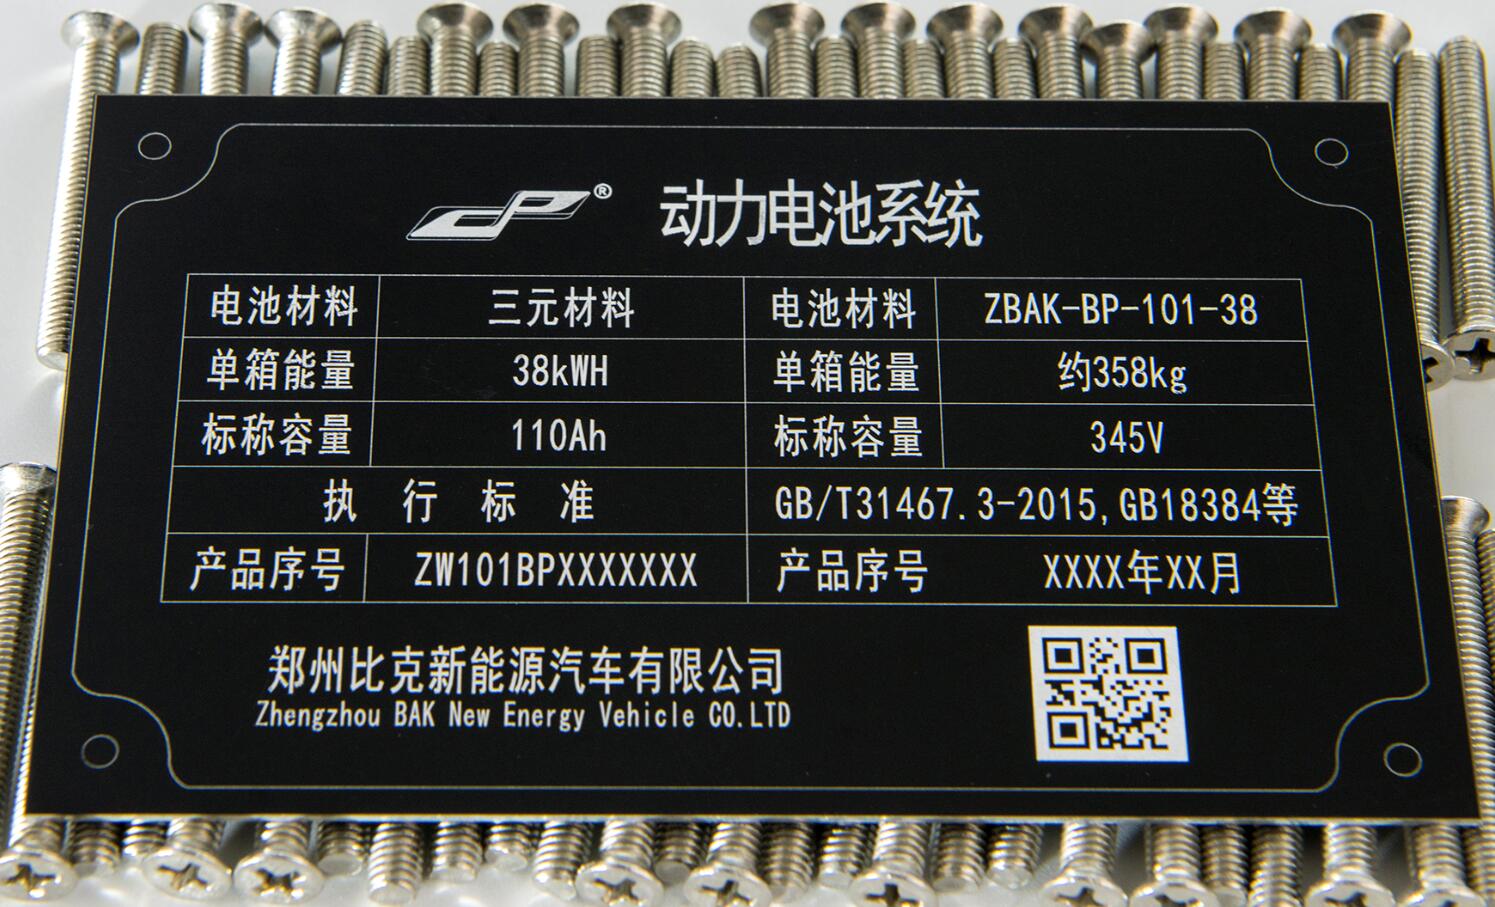 ® 动力电池系统
电池材料 三元材料 电池材料 ZBAK-BP-101-38
单箱能量 38kWH 单箱能量 约358kg
标称容量 110Ah 标称容量 345V
执行标准 GB/T31467.3-2015,GB18384等
产品序号 ZW101BPXXXXXXX 产品序号 XXXX年XX月
郑州比克新能源汽车有限公司
Zhengzhou BAK New Energy Vehicle CO.LTD